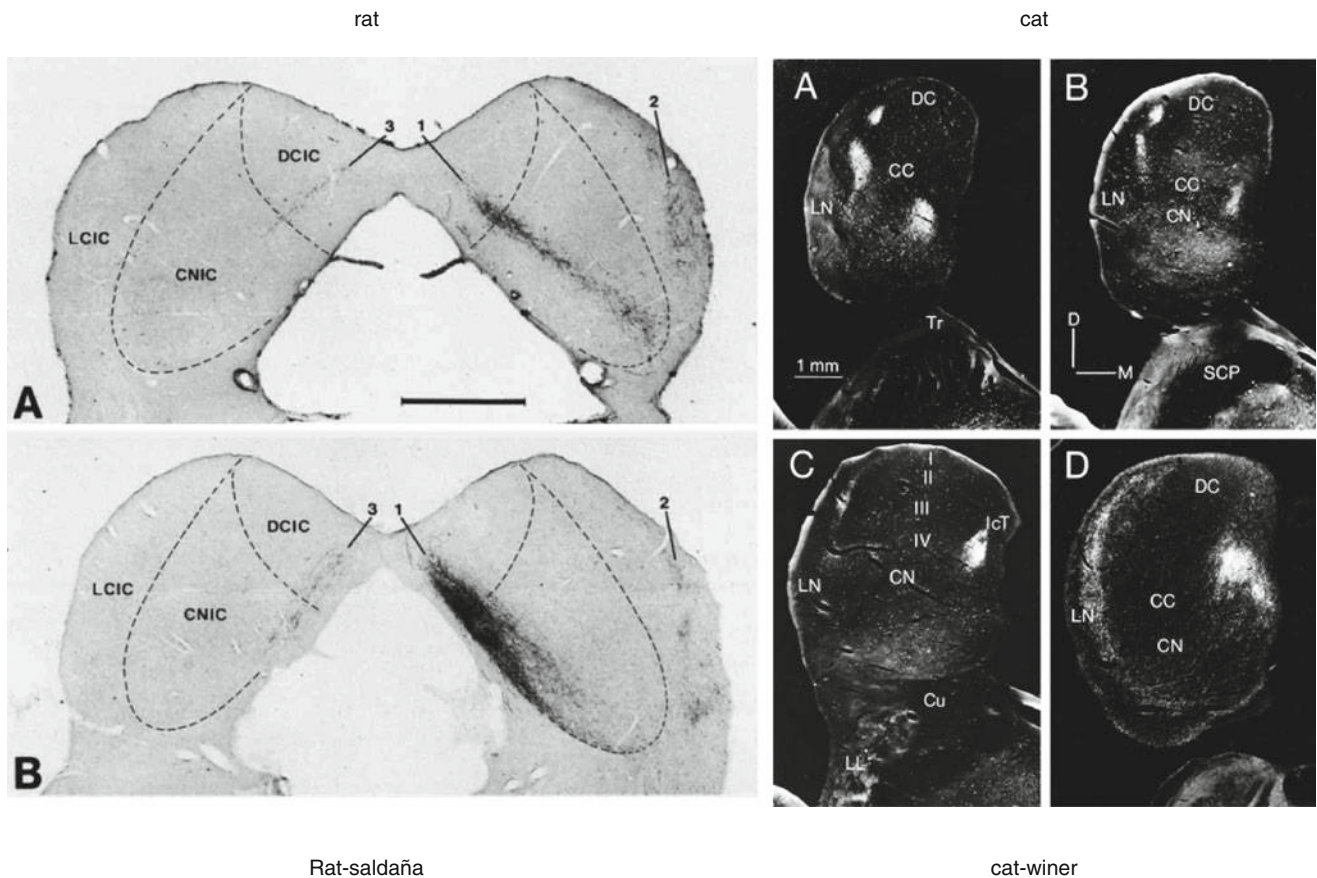 rat
cat
2
3 1
DCIC
LCIC
CNIC
A
3 1
2
DCIC
LCIC
CNIC
B
A
DC
CC
LN
Tr
1 mm
B
DC
CC
LN
CN
D
M
SCP
C
I
II
III
IcT
IV
CN
LN
Cu
LL
D
DC
CC
LN
CN
Rat-saldaña
cat-winer